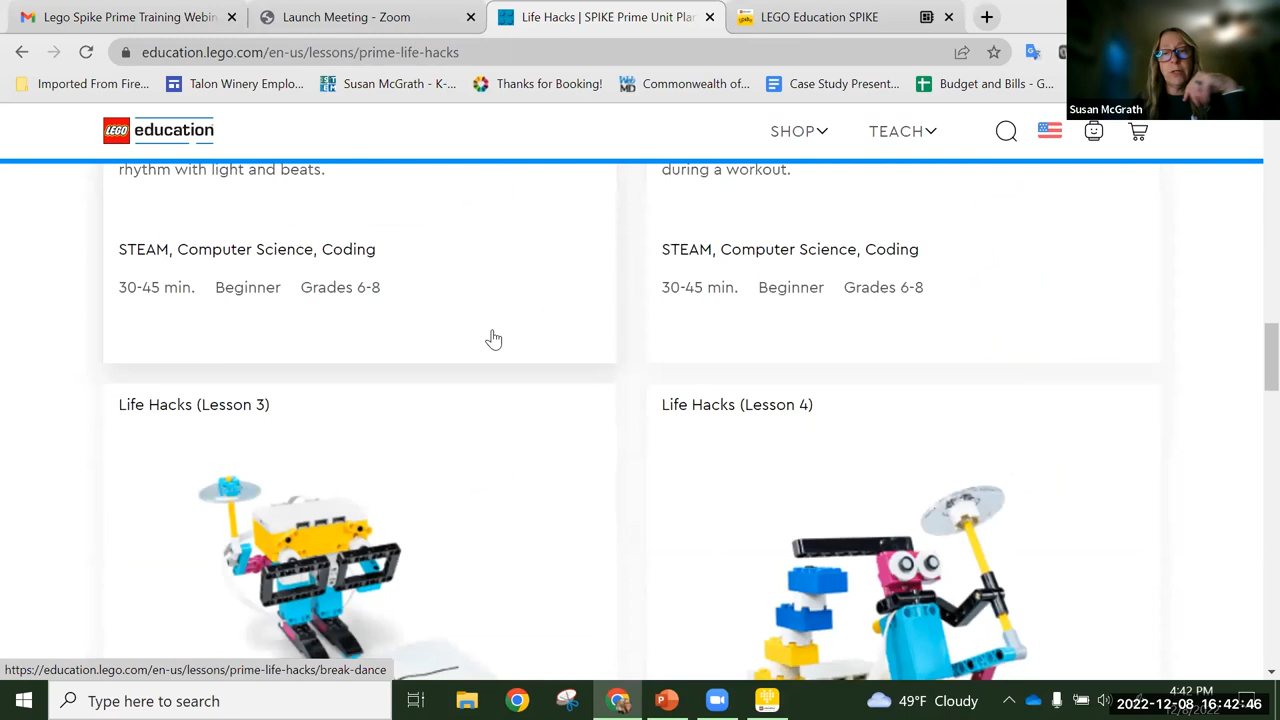 Lego Spike Prime Training Webin
Launch Meeting - Zoom
Life Hacks | SPIKE Prime Unit Plan
LEGO Education SPIKE
education.lego.com/en-us/lessons/prime-life-hacks
Imported From Fire...
Talon Winery Emplo...
Susan McGrath - K-...
Thanks for Booking!
Commonwealth of...
Case Study Present...
Budget and Bills - G...
Susan McGrath
LEGO education
SHOP
TEACH
rhythm with light and beats.
during a workout.
STEAM, Computer Science, Coding
STEAM, Computer Science, Coding
30-45 min. Beginner Grades 6-8
30-45 min. Beginner Grades 6-8
Life Hacks (Lesson 3)
Life Hacks (Lesson 4)
https://education.lego.com/en-us/lessons/prime-life-hacks/break-dance
Type here to search
49°F Cloudy
4:42 PM
2022-12-08 16:42:46